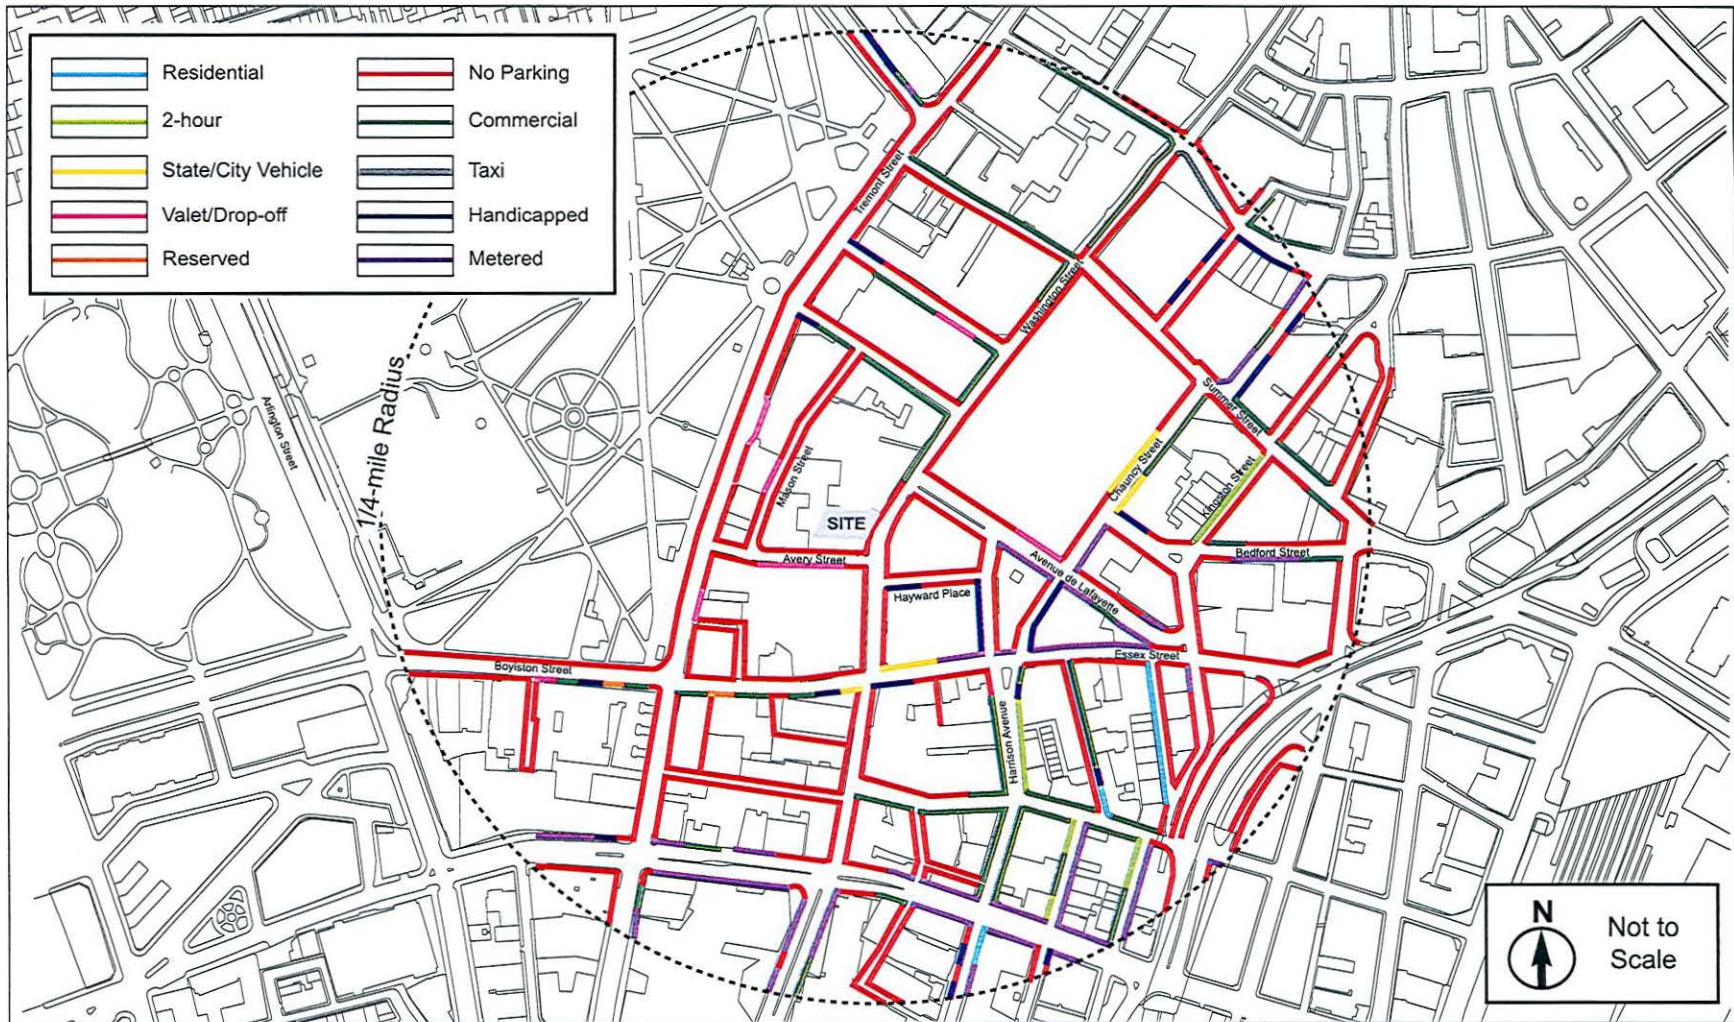 Residential
No Parking
2-hour
Commercial
State/City Vehicle
Taxi
Valet/Drop-off
Handicapped
Reserved
Metered
Tremont Street
Washington Street
1/4-mile Radius
Arlington Street
Summer Street
Chauncy Street
Kingston Street
Mason Street
SITE
Avery Street
Bedford Street
Avenue de Lafayette
Hayward Place
Essex Street
Boylston Street
Harrison Avenue
N
Not to
Scale